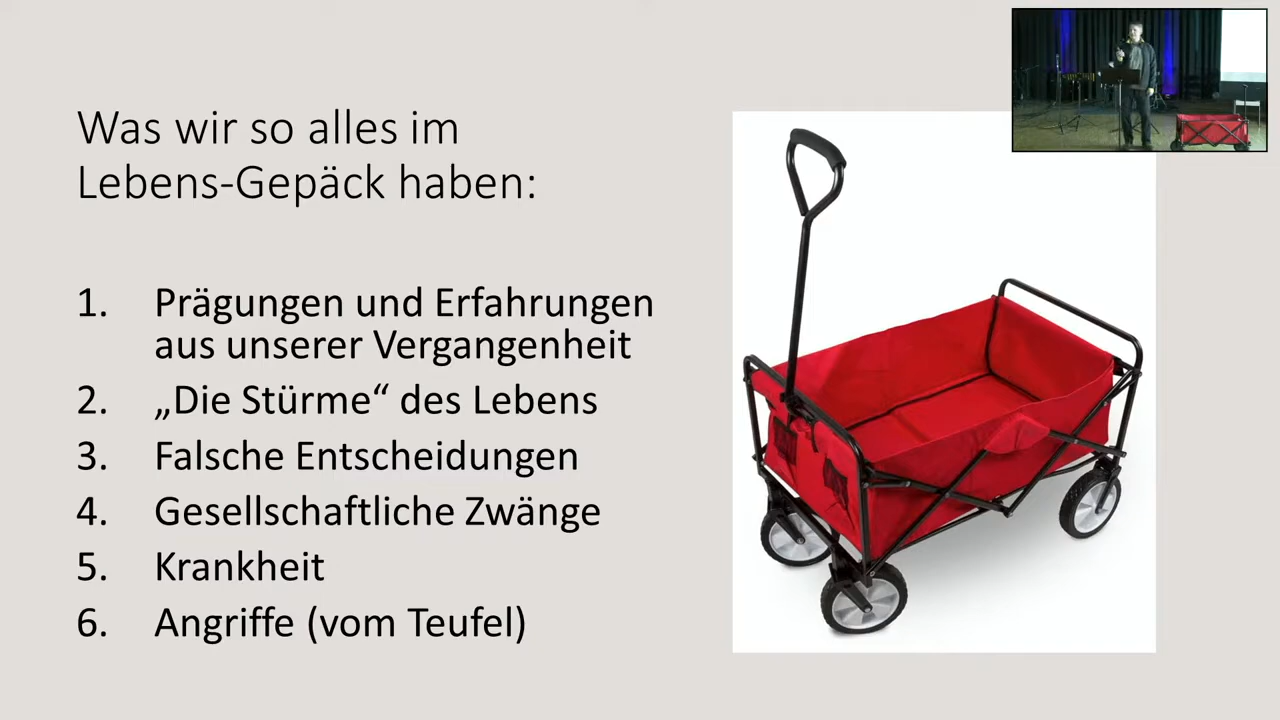 Was wir so alles im
Lebens-Gepäck haben:
1. Prägungen und Erfahrungen
aus unserer Vergangenheit
2. „Die Stürme“ des Lebens
3. Falsche Entscheidungen
4. Gesellschaftliche Zwänge
5. Krankheit
6. Angriffe (vom Teufel)